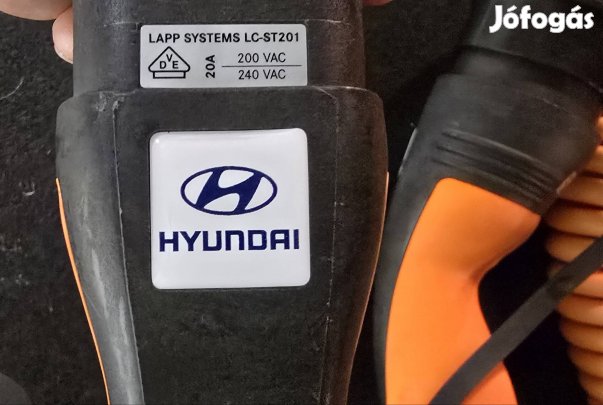 Jófogás
LAPP SYSTEMS LC-ST201
VDE
20A
200 VAC
240 VAC
HYUNDAI